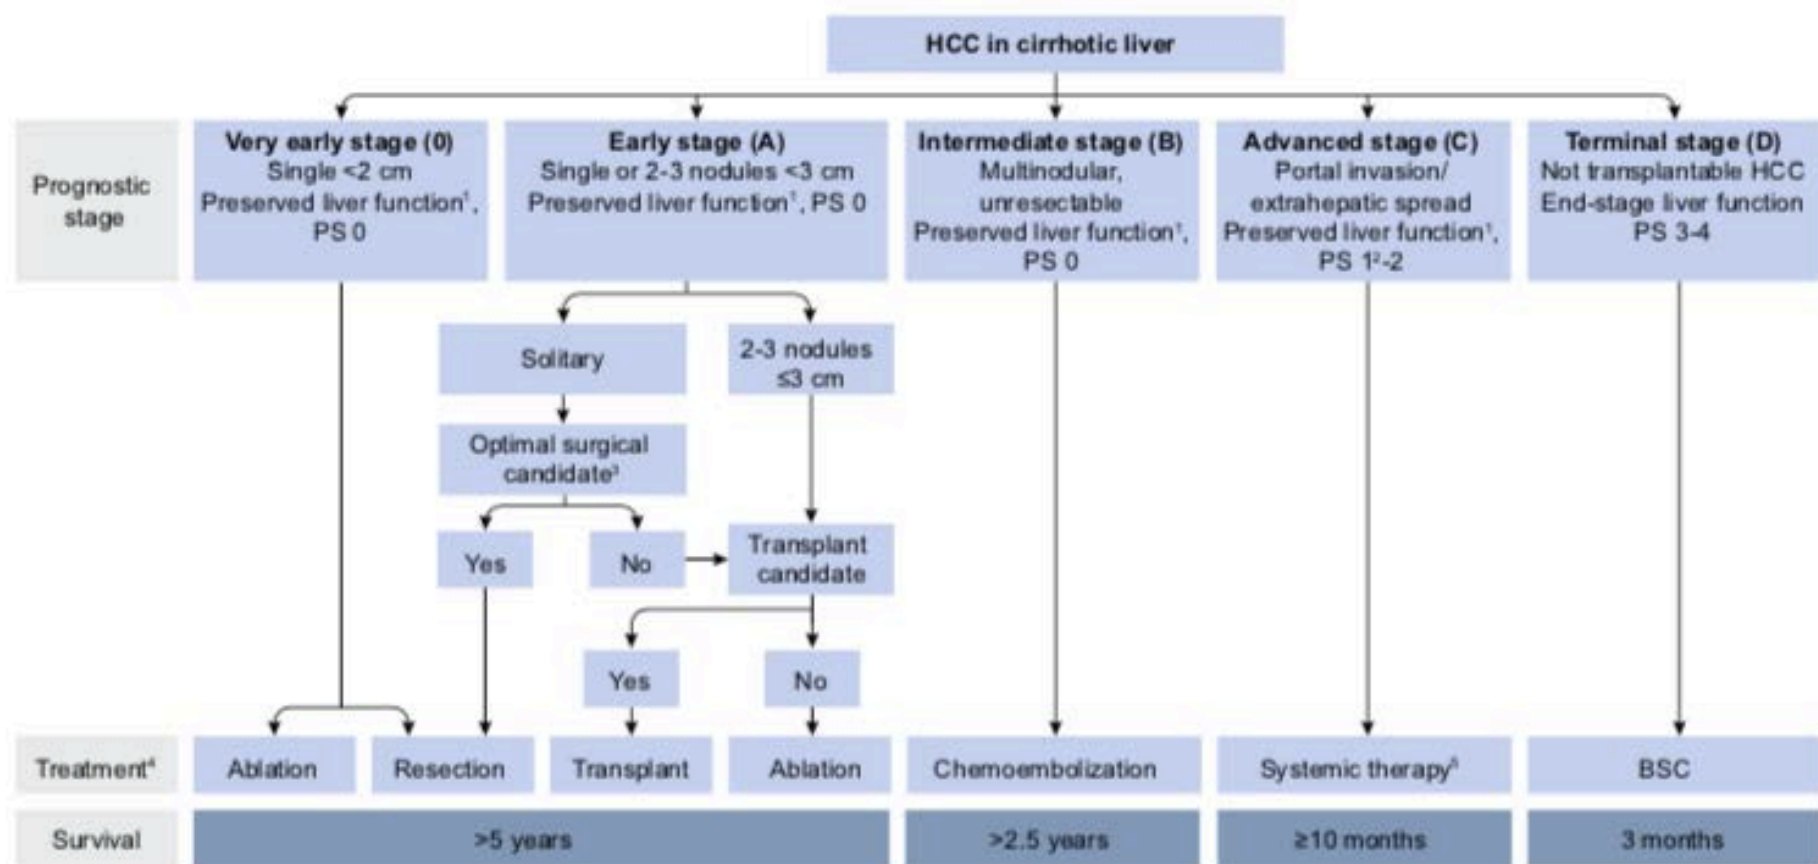 HCC in cirrhotic liver
Prognostic
stage
Very early stage (0)
Single <2 cm
Preserved liver function¹,
PS 0
Early stage (A)
Single or 2-3 nodules <3 cm
Preserved liver function¹, PS 0
Intermediate stage (B)
Multinodular,
unresectable
Preserved liver function¹,
PS 0
Advanced stage (C)
Portal invasion/
extrahepatic spread
Preserved liver function¹,
PS 1²-2
Terminal stage (D)
Not transplantable HCC
End-stage liver function
PS 3-4
Solitary
2-3 nodules
≤3 cm
Optimal surgical
candidate³
Yes
No
Transplant
candidate
Yes
No
Treatment⁴
Ablation
Resection
Transplant
Ablation
Chemoembolization
Systemic therapy⁵
BSC
Survival
>5 years
>2.5 years
≥10 months
3 months